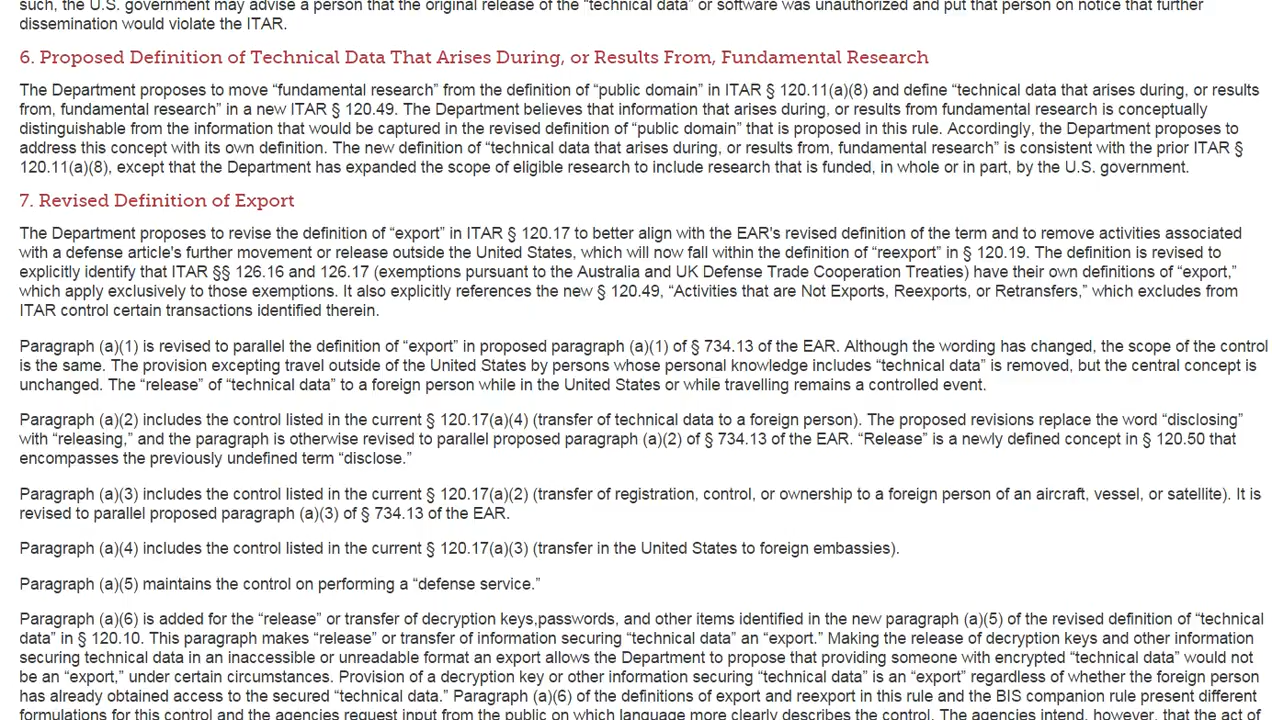 such, the U.S. government may advise a person that the original release of the “technical data” or software was unauthorized and put that person on notice that further
dissemination would violate the ITAR.
6. Proposed Definition of Technical Data That Arises During, or Results From, Fundamental Research
The Department proposes to move “fundamental research” from the definition of “public domain” in ITAR § 120.11(a)(8) and define “technical data that arises during, or results
from, fundamental research” in a new ITAR § 120.49. The Department believes that information that arises during, or results from fundamental research is conceptually
distinguishable from the information that would be captured in the revised definition of “public domain” that is proposed in this rule. Accordingly, the Department proposes to
address this concept with its own definition. The new definition of “technical data that arises during, or results from, fundamental research” is consistent with the prior ITAR §
120.11(a)(8), except that the Department has expanded the scope of eligible research to include research that is funded, in whole or in part, by the U.S. government.
7. Revised Definition of Export
The Department proposes to revise the definition of “export” in ITAR § 120.17 to better align with the EAR's revised definition of the term and to remove activities associated
with a defense article's further movement or release outside the United States, which will now fall within the definition of “reexport” in § 120.19. The definition is revised to
explicitly identify that ITAR §§ 126.16 and 126.17 (exemptions pursuant to the Australia and UK Defense Trade Cooperation Treaties) have their own definitions of “export,”
which apply exclusively to those exemptions. It also explicitly references the new § 120.49, “Activities that are Not Exports, Reexports, or Retransfers,” which excludes from
ITAR control certain transactions identified therein.
Paragraph (a)(1) is revised to parallel the definition of “export” in proposed paragraph (a)(1) of § 734.13 of the EAR. Although the wording has changed, the scope of the control
is the same. The provision excepting travel outside of the United States by persons whose personal knowledge includes “technical data” is removed, but the central concept is
unchanged. The “release” of “technical data” to a foreign person while in the United States or while travelling remains a controlled event.
Paragraph (a)(2) includes the control listed in the current § 120.17(a)(4) (transfer of technical data to a foreign person). The proposed revisions replace the word “disclosing”
with “releasing,” and the paragraph is otherwise revised to parallel proposed paragraph (a)(2) of § 734.13 of the EAR. “Release” is a newly defined concept in § 120.50 that
encompasses the previously undefined term “disclose.”
Paragraph (a)(3) includes the control listed in the current § 120.17(a)(2) (transfer of registration, control, or ownership to a foreign person of an aircraft, vessel, or satellite). It is
revised to parallel proposed paragraph (a)(3) of § 734.13 of the EAR.
Paragraph (a)(4) includes the control listed in the current § 120.17(a)(3) (transfer in the United States to foreign embassies).
Paragraph (a)(5) maintains the control on performing a “defense service.”
Paragraph (a)(6) is added for the “release” or transfer of decryption keys,passwords, and other items identified in the new paragraph (a)(5) of the revised definition of “technical
data” in § 120.10. This paragraph makes “release” or transfer of information securing “technical data” an “export.” Making the release of decryption keys and other information
securing technical data in an inaccessible or unreadable format an export allows the Department to propose that providing someone with encrypted “technical data” would not
be an “export,” under certain circumstances. Provision of a decryption key or other information securing “technical data” is an “export” regardless of whether the foreign person
has already obtained access to the secured “technical data.” Paragraph (a)(6) of the definitions of export and reexport in this rule and the BIS companion rule present different
formulations for this control and the agencies request input from the public on which language more clearly describes the control. The agencies intend, however, that the act of